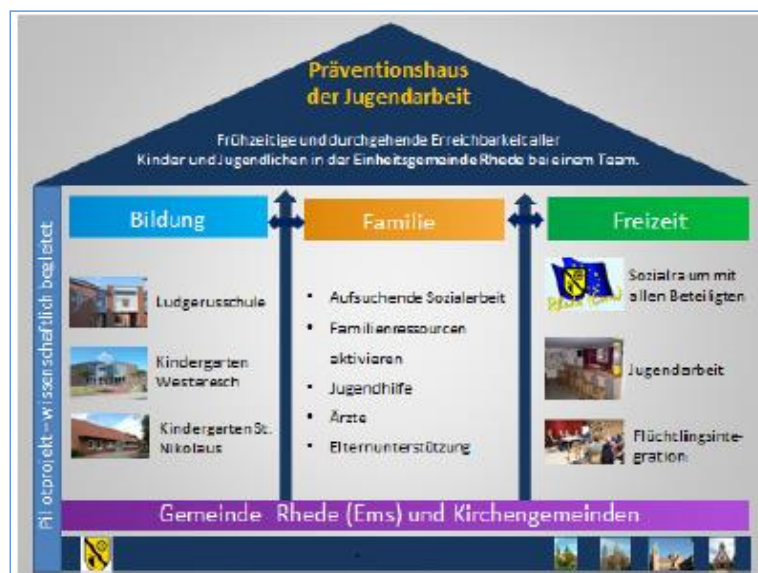 Präventionshaus
der Jugendarbeit
Frühzeitige und durchgehende Erreichbarkeit aller
Kinder und Jugendlichen in der Einheitsgemeinde Rhede bei einem Team.
Pilotprojekt – wissenschaftlich begleitet
Bildung
Ludgerusschule
Kindergarten
Westeresch
Kindergarten St.
Nikolaus
Familie
• Aufsuchende Sozialarbeit
• Familienressourcen
aktivieren
• Jugendhilfe
• Ärzte
• Elternunterstützung
Freizeit
Rhede (Ems)
Sozialraum mit
allen Beteiligten
Jugendarbeit
Flüchtlingsinte-
gration
Gemeinde Rhede (Ems) und Kirchengemeinden